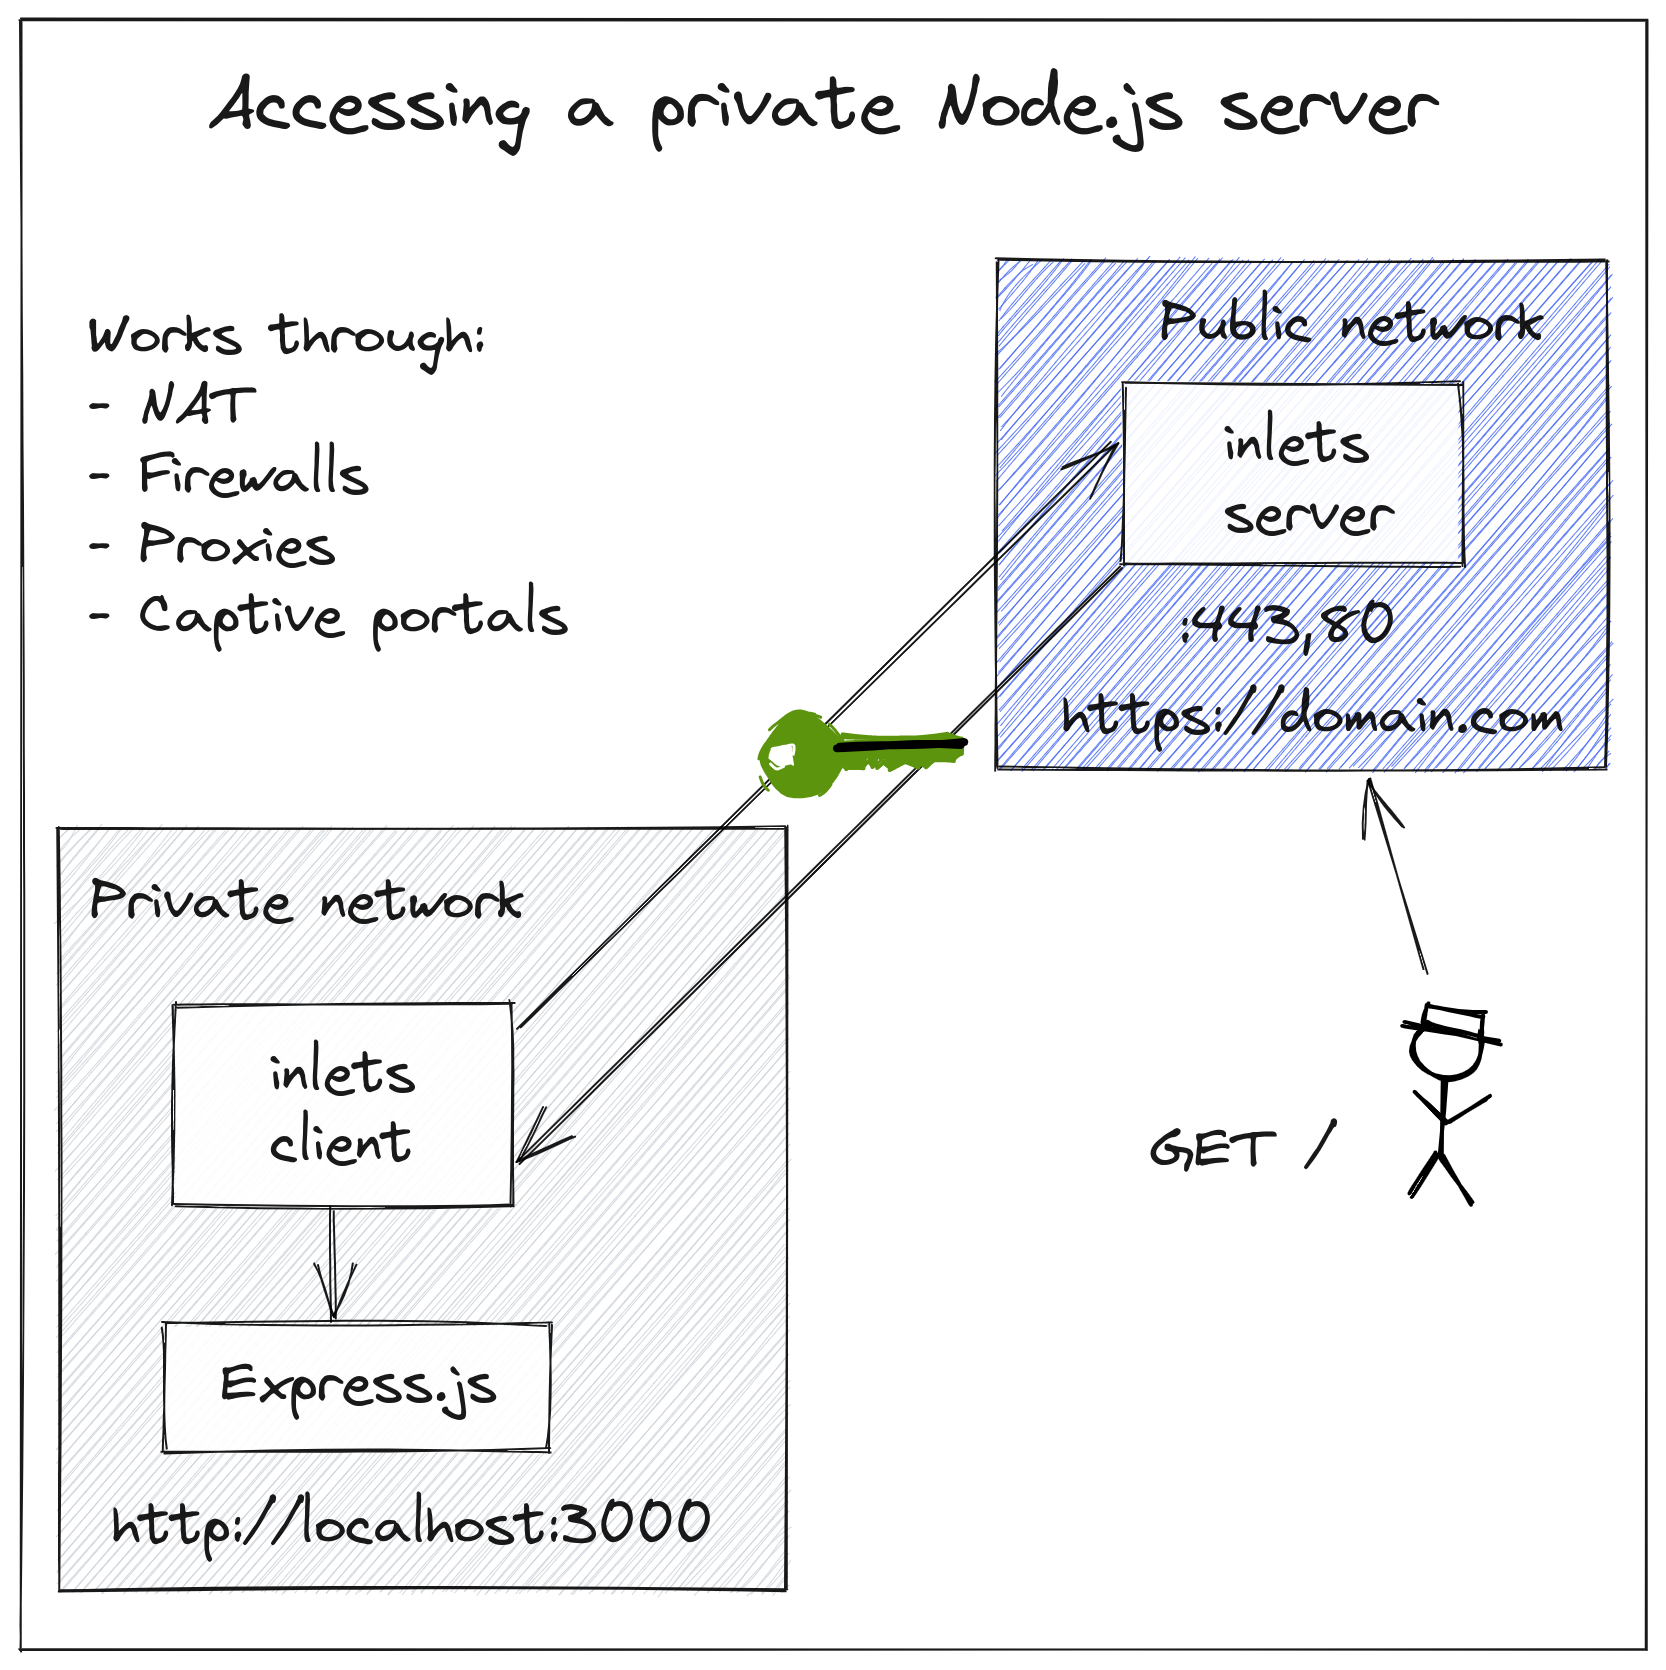 Accessing a private Node.js server
Works through:
- NAT
- Firewalls
- Proxies
- Captive portals
Public network
inlets
server
:443,80
https://domain.com
Private network
inlets
client
Express.js
http://localhost:3000
GET /